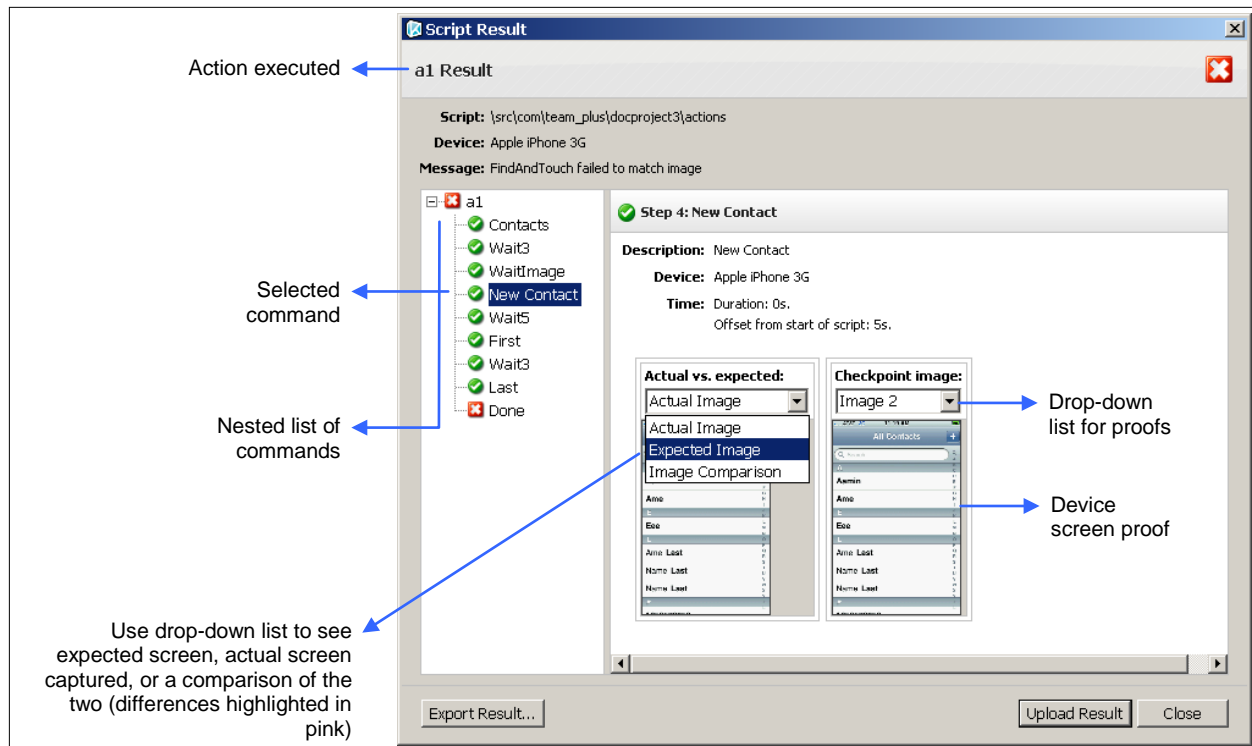 Script Result
Action executed
a1 Result
Script: \src\com\team_plus\docproject3\actions
Device: Apple iPhone 3G
Message: FindAndTouch failed to match image
a1
Contacts
Wait3
WaitImage
New Contact
Wait5
First
Wait3
Last
Done
Selected
command
Nested list of
commands
Step 4: New Contact
Description: New Contact
Device: Apple iPhone 3G
Time: Duration: 0s.
Offset from start of script: 5s.
Actual vs. expected:
Actual Image
Actual Image
Expected Image
Image Comparison
Ame
Eee
Ame Last
Name Last
Name Last
Checkpoint image:
Image 2
All Contacts
+
Search
A
Aamin
Ame
E
Eee
L
Ame Last
Name Last
Name Last
Drop-down
list for proofs
Device
screen proof
Use drop-down list to see
expected screen, actual screen
captured, or a comparison of the
two (differences highlighted in
pink)
Export Result...
Upload Result
Close